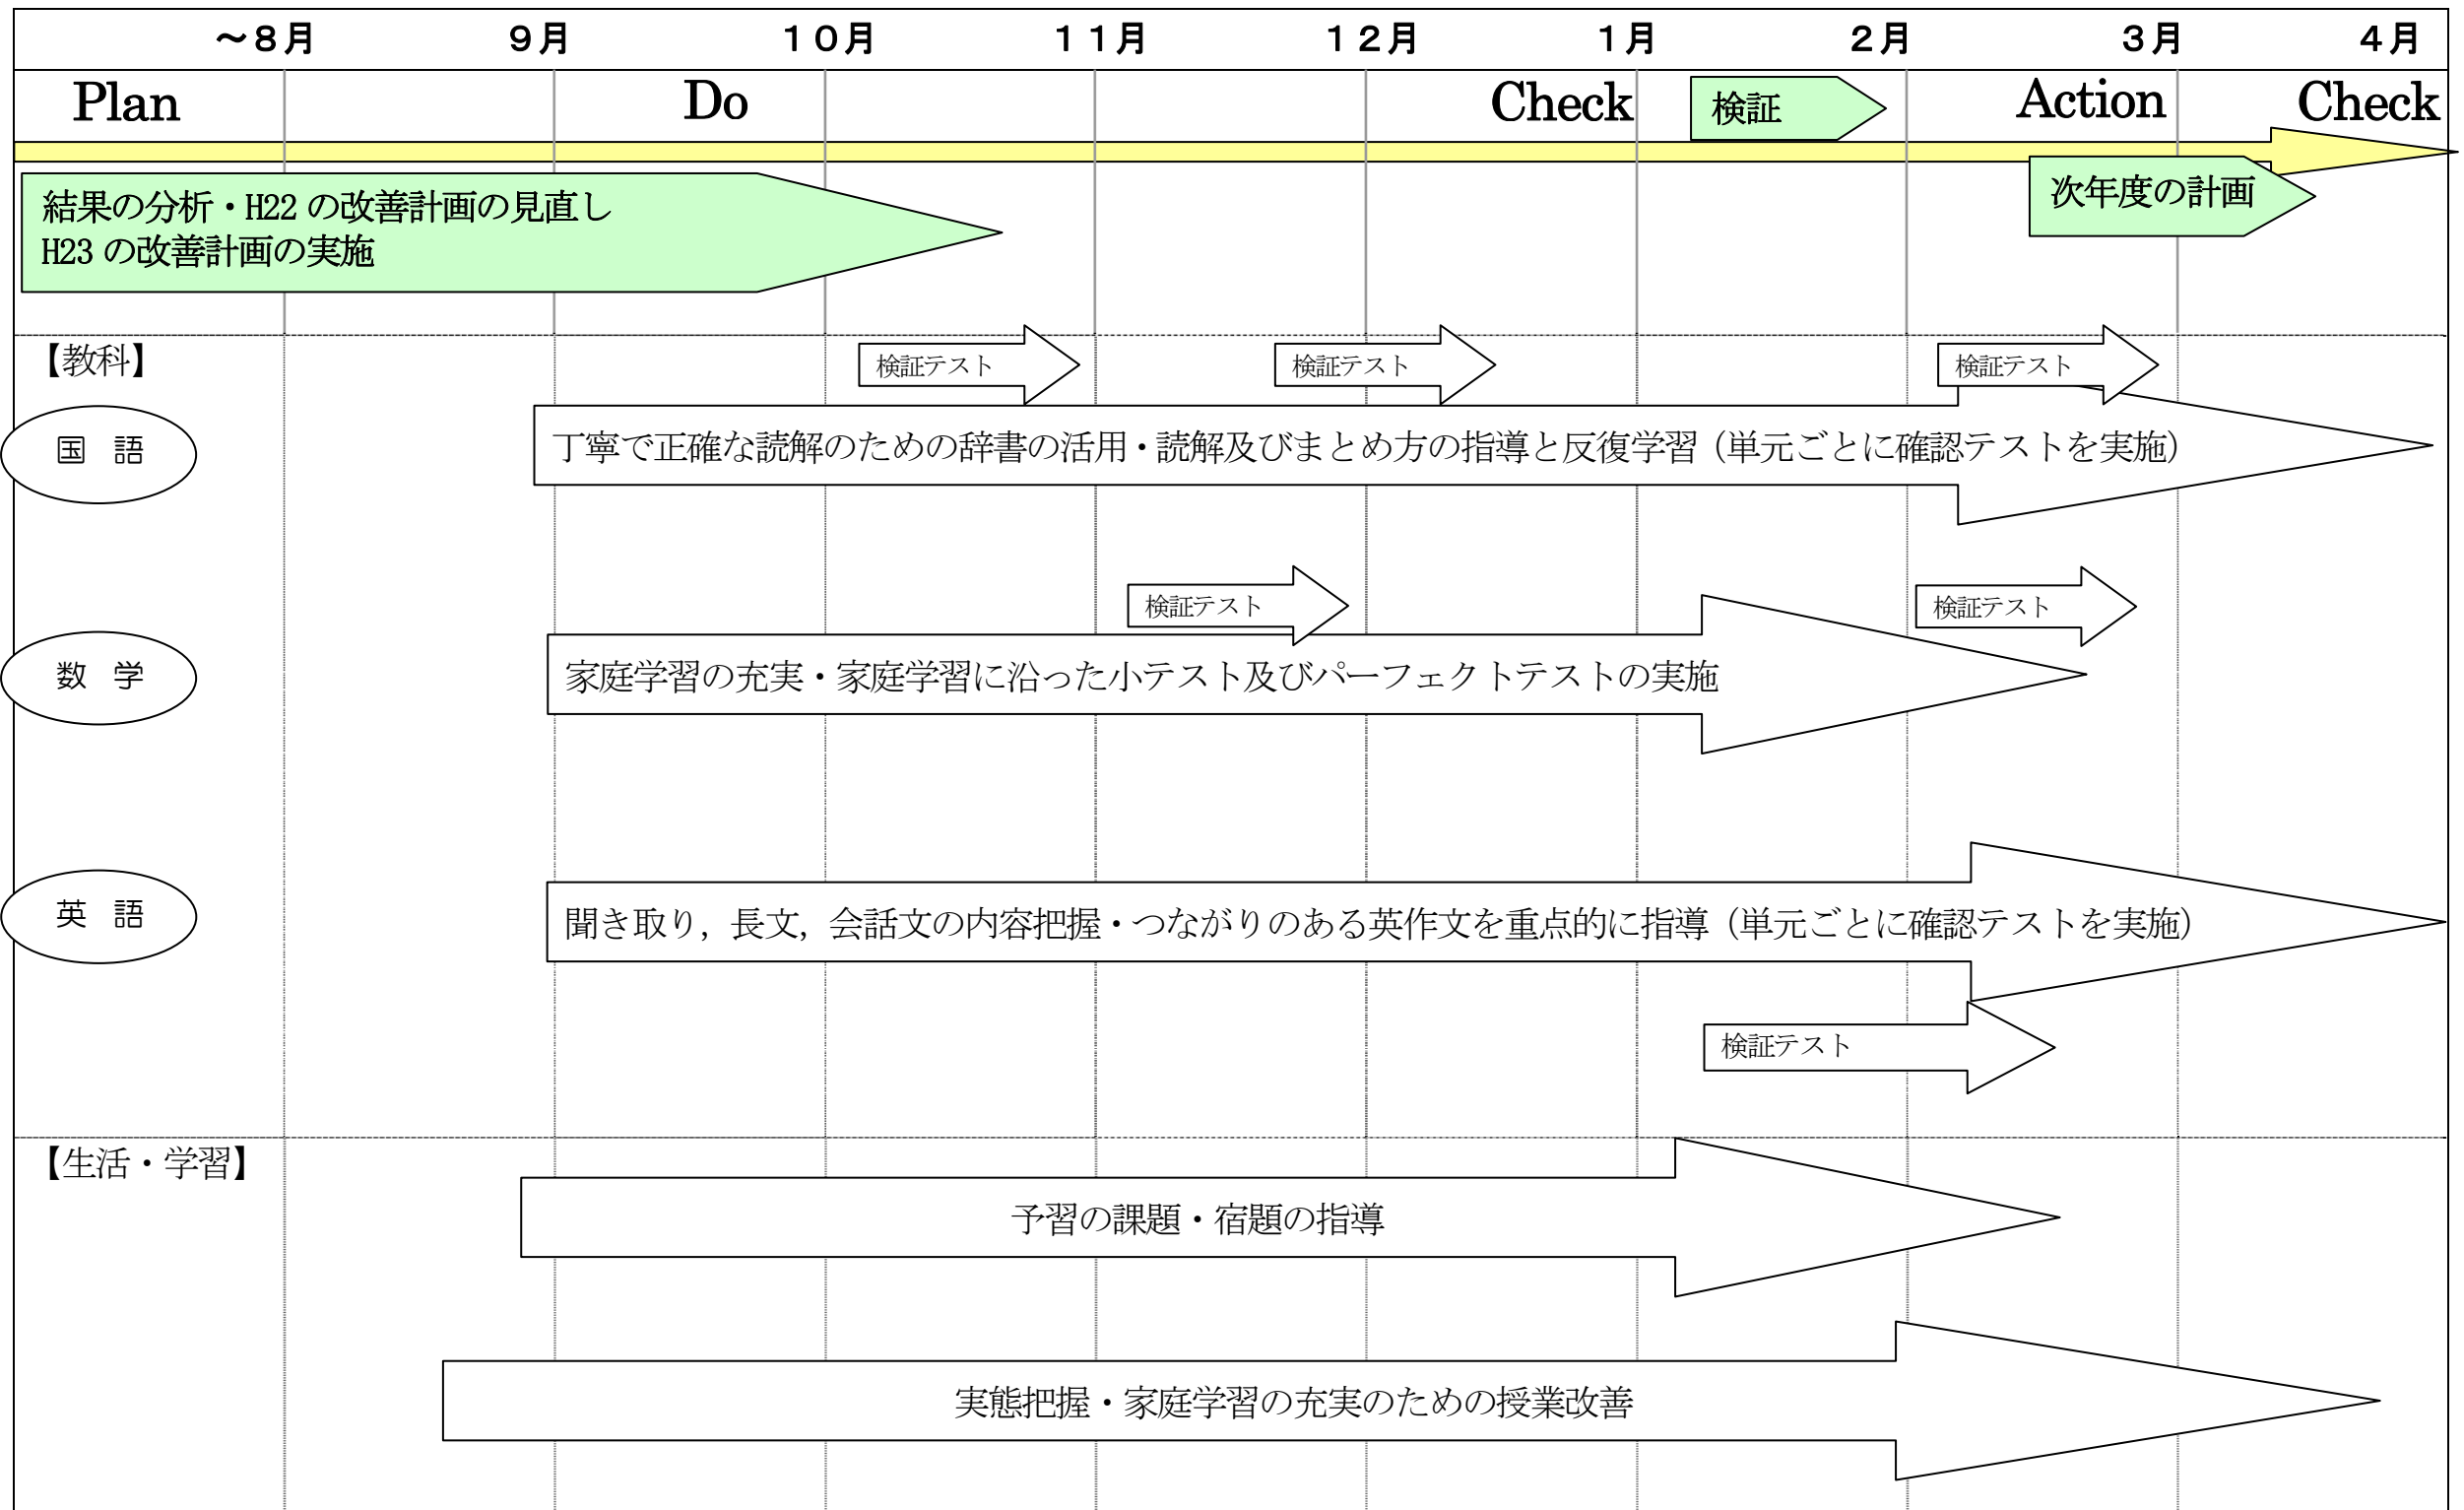 ～８月　９月　１０月　１１月　１２月　１月　２月　３月　４月
Plan　Do　Check　検証　Action　Check
次年度の計画
結果の分析・H22 の改善計画の見直し
H23 の改善計画の実施
【教科】
検証テスト　検証テスト　検証テスト
国　語
丁寧で正確な読解のための辞書の活用・読解及びまとめ方の指導と反復学習（単元ごとに確認テストを実施）
検証テスト　検証テスト
数　学
家庭学習の充実・家庭学習に沿った小テスト及びパーフェクトテストの実施
英　語
聞き取り，長文，会話文の内容把握・つながりのある英作文を重点的に指導（単元ごとに確認テストを実施）
検証テスト
【生活・学習】
予習の課題・宿題の指導
実態把握・家庭学習の充実のための授業改善